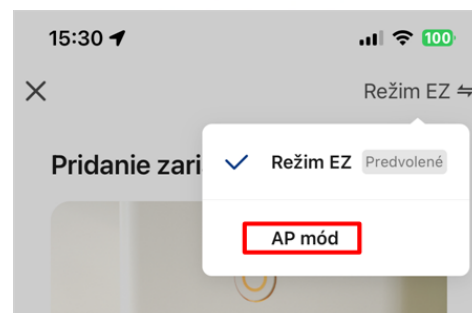 15:30
100
Režim EZ
Pridanie zari
Režim EZ Predvolené
AP mód